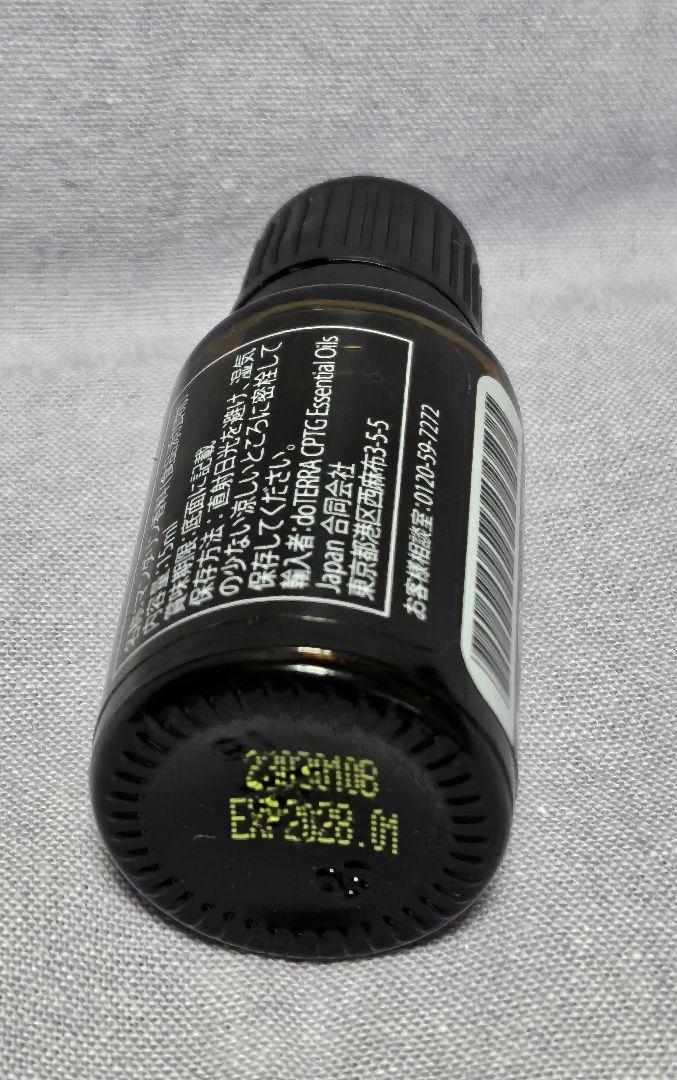 内容量:15ml
賞味期限:底面に記載
保存方法:直射日光を避け、湿気
の少ない涼しいところに密栓して
保存してください。
輸入者:doTERRA CPTG Essential Oils
Japan 合同会社
東京都港区西麻布3-5-5
お客様相談室:0120-59-7272
EXP2028.01